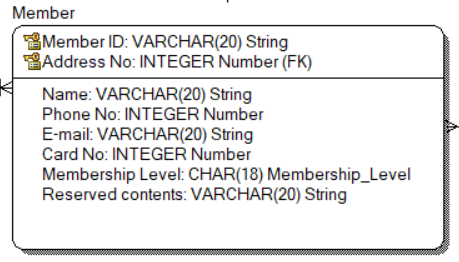 Member
Member ID: VARCHAR(20) String
Address No: INTEGER Number (FK)
Name: VARCHAR(20) String
Phone No: INTEGER Number
E-mail: VARCHAR(20) String
Card No: INTEGER Number
Membership Level: CHAR(18) Membership_Level
Reserved contents: VARCHAR(20) String